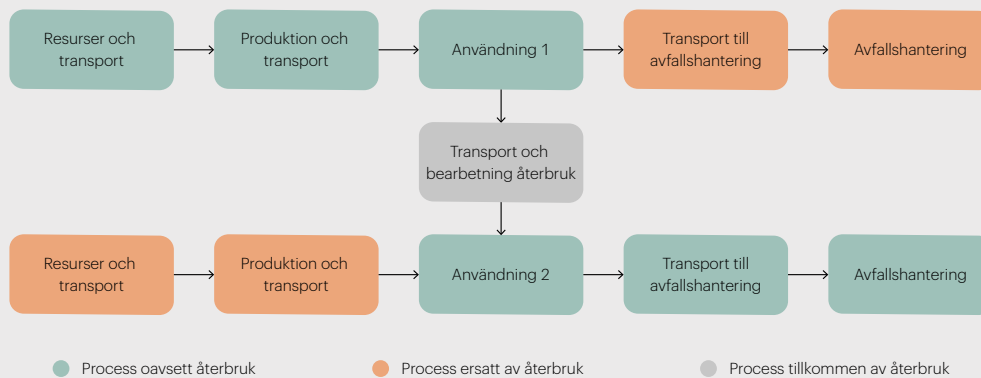 Resurser och
transport
Produktion och
transport
Användning 1
Transport till
avfallshantering
Avfallshantering
Transport och
bearbetning återbruk
Resurser och
transport
Produktion och
transport
Användning 2
Transport till
avfallshantering
Avfallshantering
Process oavsett återbruk
Process ersatt av återbruk
Process tillkommen av återbruk